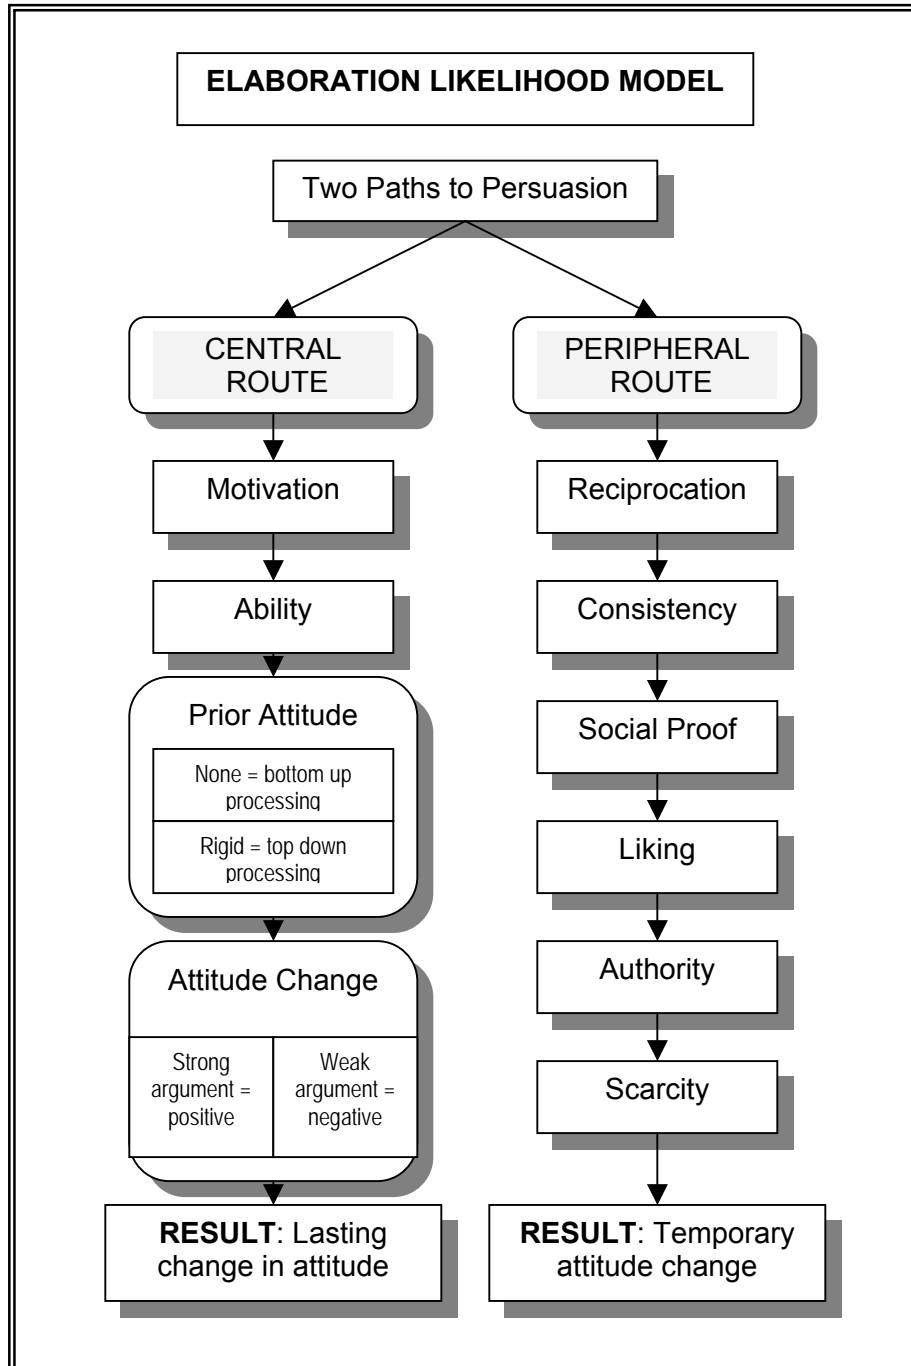 ELABORATION LIKELIHOOD MODEL
Two Paths to Persuasion
CENTRAL
ROUTE
Motivation
Ability
Prior Attitude
None = bottom up
processing
Rigid = top down
processing
Attitude Change
Strong
argument =
positive
Weak
argument =
negative
RESULT: Lasting
change in attitude
PERIPHERAL
ROUTE
Reciprocation
Consistency
Social Proof
Liking
Authority
Scarcity
RESULT: Temporary
attitude change